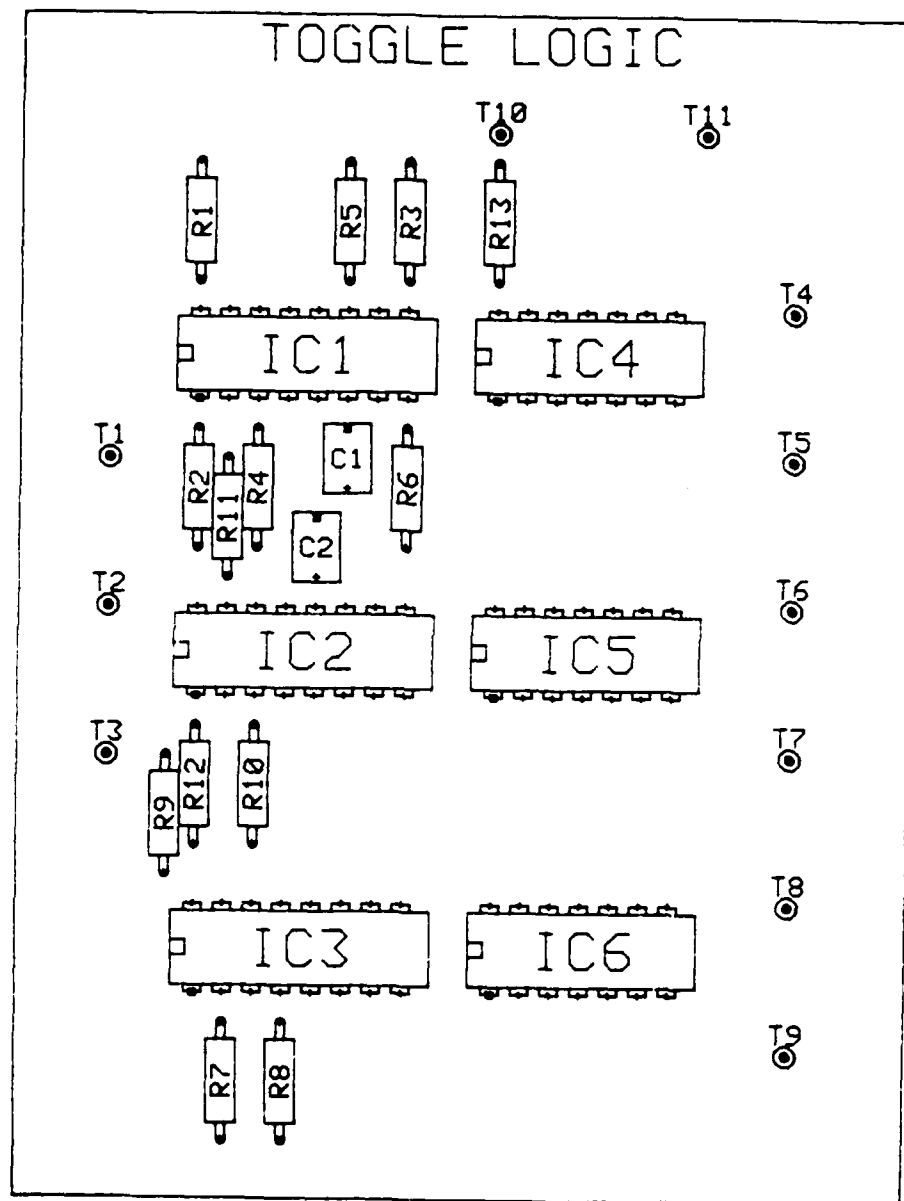 TOGGLE LOGIC
T10 T11
R1 R5 R3 R13
T4
IC1 IC4
T1 T5
R2 R11 R4 C1 R6
C2
T2 T6
IC2 IC5
T3 T7
R9 R12 R10
T8
IC3 IC6
T9
R7 R8